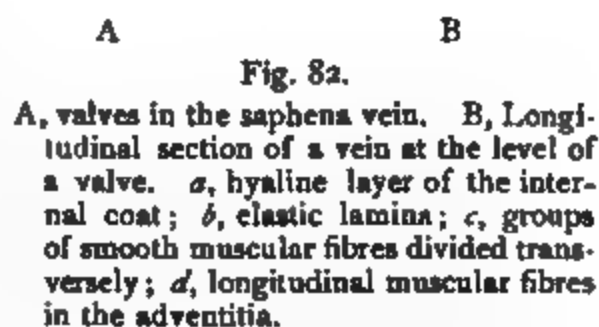 A B
Fig. 82.
A, valves in the saphena vein. B, Longi-
tudinal section of a vein at the level of
a valve. a, hyaline layer of the inter-
nal coat; b, elastic lamina; c, groups
of smooth muscular fibres divided trans-
versely; d, longitudinal muscular fibres
in the adventitia.